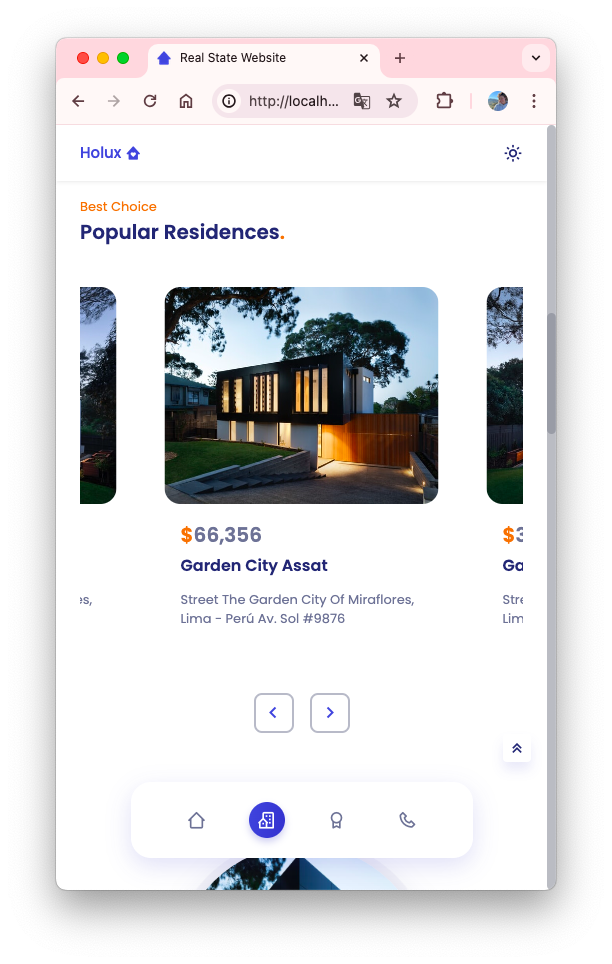 Real State Website
http://localh...
Holux
Best Choice
Popular Residences.
$66,356
Garden City Assat
Street The Garden City Of Miraflores,
Lima - Perú Av. Sol #9876
es,
$3
Ga
Stre
Lim